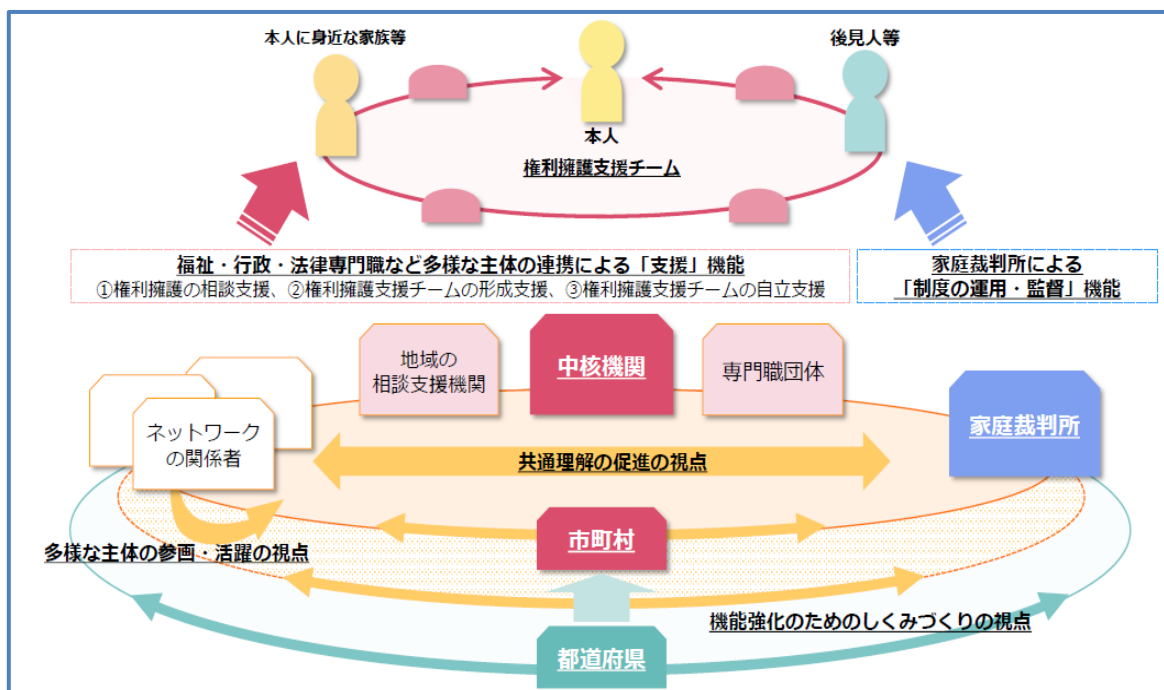 本人に身近な家族等
後見人等
本人
権利擁護支援チーム
福祉・行政・法律専門職など多様な主体の連携による「支援」機能
①権利擁護の相談支援、②権利擁護支援チームの形成支援、③権利擁護支援チームの自立支援
家庭裁判所による
「制度の運用・監督」機能
地域の
相談支援機関
中核機関
専門職団体
ネットワーク
の関係者
家庭裁判所
共通理解の促進の視点
市町村
多様な主体の参画・活躍の視点
機能強化のためのしくみづくりの視点
都道府県